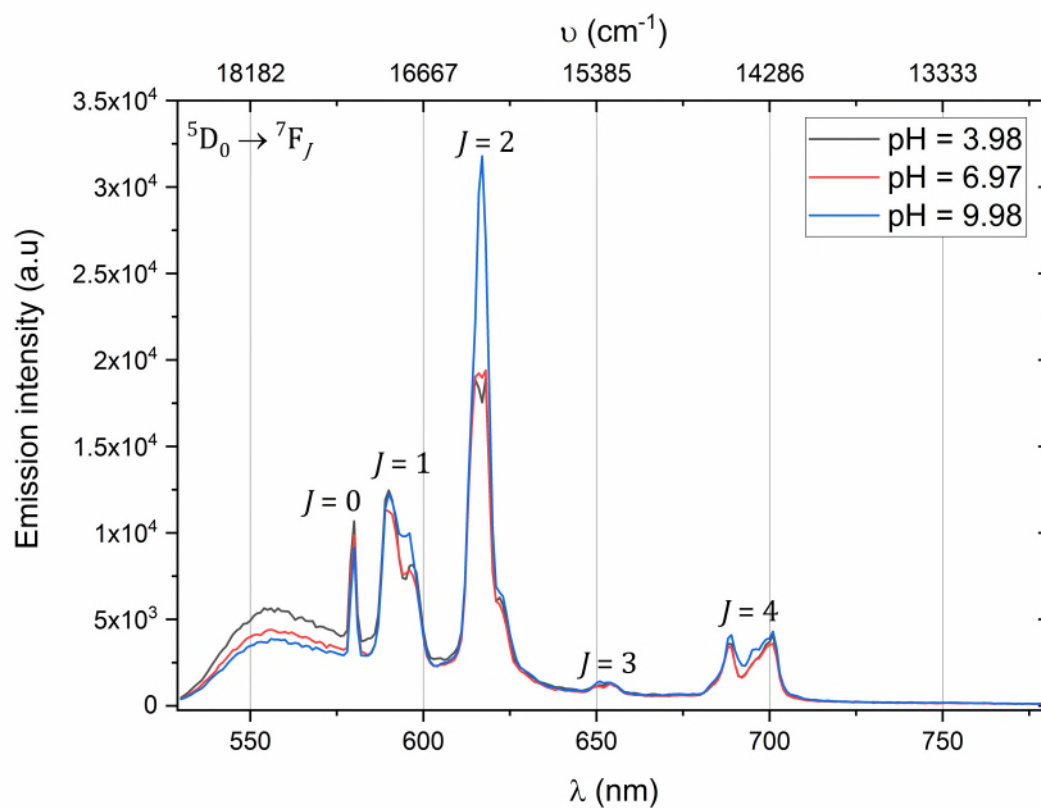 υ (cm⁻¹)
18182 16667 15385 14286 13333
3.5x10⁴
⁵D₀ → ⁷F_J
J = 2
pH = 3.98
pH = 6.97
pH = 9.98
3x10⁴
2.5x10⁴
2x10⁴
1.5x10⁴
J = 1
J = 0
1x10⁴
5x10³
J = 4
J = 3
0
Emission intensity (a.u)
550 600 650 700 750
λ (nm)